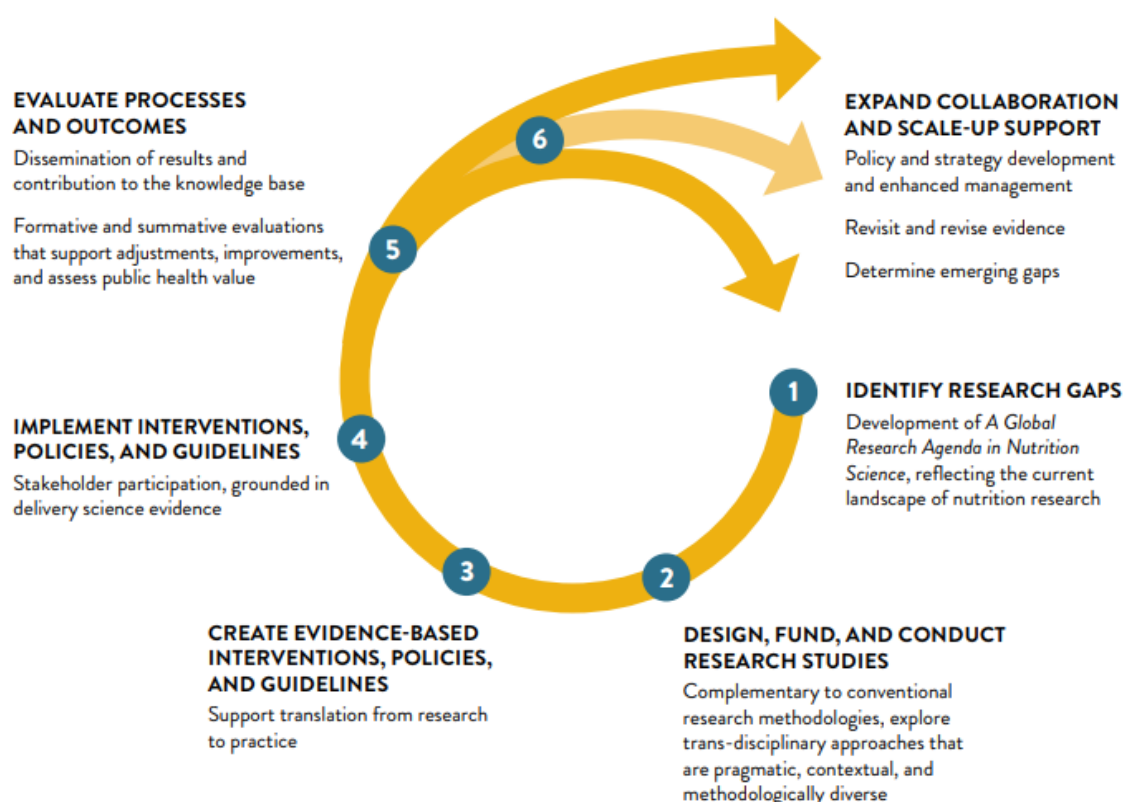 EVALUATE PROCESSES
AND OUTCOMES
Dissemination of results and
contribution to the knowledge base
Formative and summative evaluations
that support adjustments, improvements,
and assess public health value
6
5
EXPAND COLLABORATION
AND SCALE-UP SUPPORT
Policy and strategy development
and enhanced management
Revisit and revise evidence
Determine emerging gaps
1
IDENTIFY RESEARCH GAPS
Development of A Global
Research Agenda in Nutrition
Science, reflecting the current
landscape of nutrition research
IMPLEMENT INTERVENTIONS,
POLICIES, AND GUIDELINES
Stakeholder participation, grounded in
delivery science evidence
4
3
2
CREATE EVIDENCE-BASED
INTERVENTIONS, POLICIES,
AND GUIDELINES
Support translation from research
to practice
DESIGN, FUND, AND CONDUCT
RESEARCH STUDIES
Complementary to conventional
research methodologies, explore
trans-disciplinary approaches that
are pragmatic, contextual, and
methodologically diverse